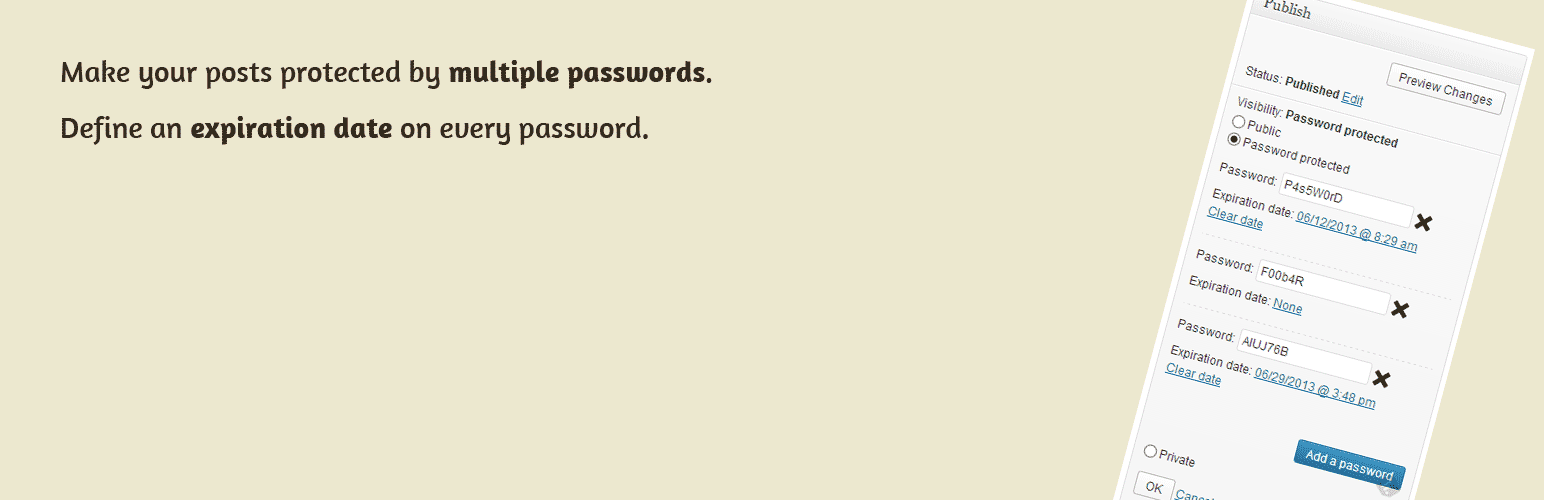 Make your posts protected by multiple passwords.
Define an expiration date on every password.
Publish
Preview Changes
Status: Published Edit
Visibility: Password protected
Public
Password protected
Password: P4s5W0rD
Expiration date: 06/12/2013 @ 8:29 am
Clear date
Password: F00b4R
Expiration date: None
Password: AIUJ76B
Expiration date: 06/29/2013 @ 3:48 pm
Clear date
Add a password
Private
OK